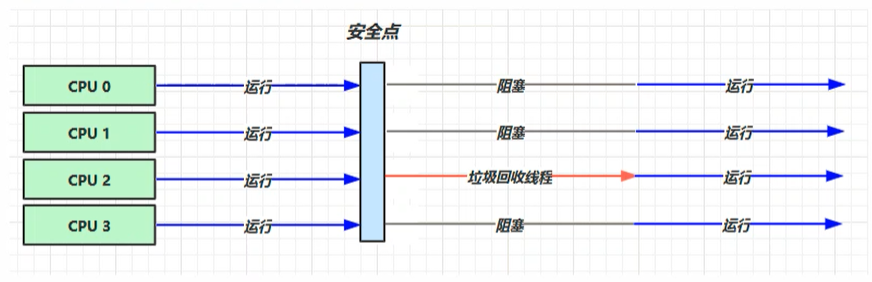 安全点
CPU 0 运行 阻塞 运行
CPU 1 运行 阻塞 运行
CPU 2 运行 垃圾回收线程 运行
CPU 3 运行 阻塞 运行